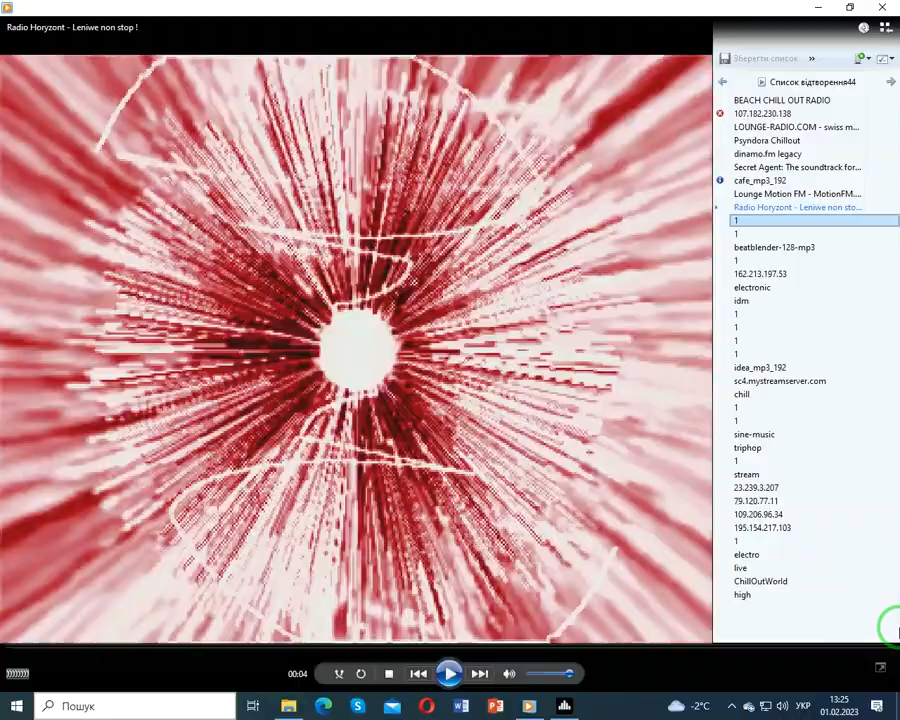 Radio Horyzont - Leniwe non stop !
Зберегти список
»
Список відтворення44
BEACH CHILL OUT RADIO
107.182.230.138
LOUNGE-RADIO.COM - swiss m...
Psyndora Chillout
dinamo.fm legacy
Secret Agent: The soundtrack for...
cafe_mp3_192
Lounge Motion FM - MotionFM....
Radio Horyzont - Leniwe non sto...
1
1
beatblender-128-mp3
1
162.213.197.53
electronic
idm
1
1
1
1
idea_mp3_192
sc4.mystreamserver.com
chill
1
1
sine-music
triphop
1
stream
23.239.3.207
79.120.77.11
109.206.96.34
195.154.217.103
1
electro
live
ChillOutWorld
high
00:04
Пошук
-2°C
УКР
13:25
01.02.2023